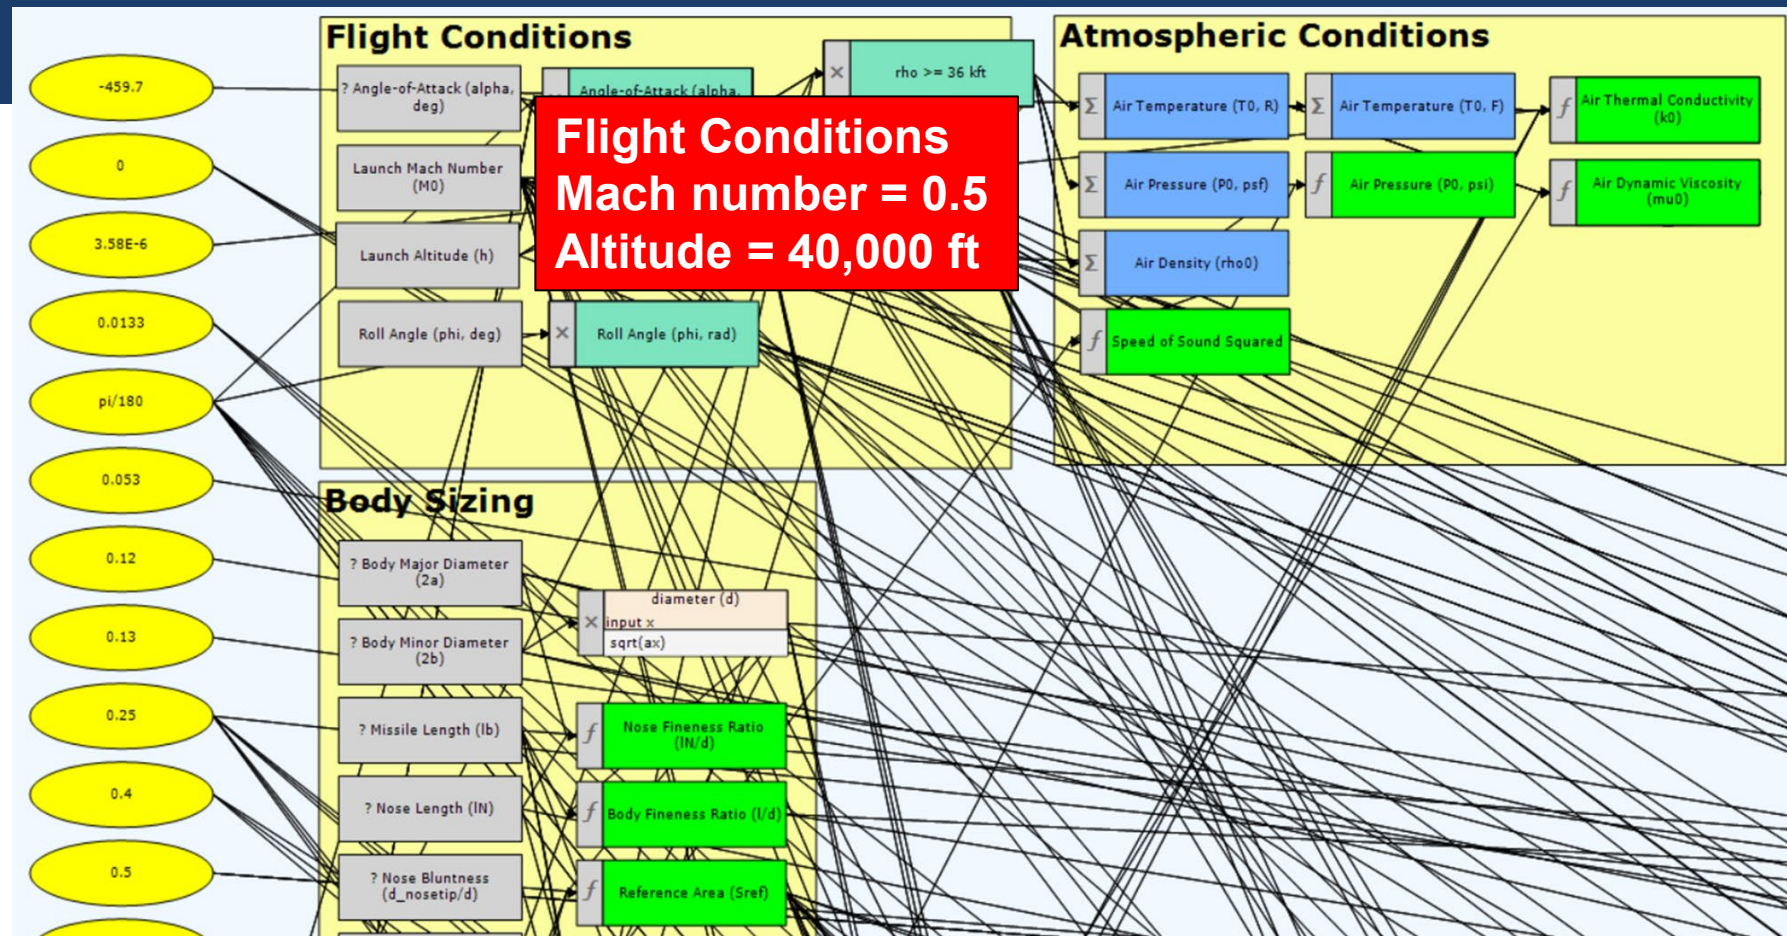 -459.7
0
3.58E-6
0.0133
pi/180
0.053
0.12
0.13
0.25
0.4
0.5
Flight Conditions
? Angle-of-Attack (alpha,
deg)
Angle-of-Attack (alpha,
×
rho >= 36 kft
Launch Mach Number
(M0)
Launch Altitude (h)
Roll Angle (phi, deg)
×
Roll Angle (phi, rad)
Flight Conditions
Mach number = 0.5
Altitude = 40,000 ft
Atmospheric Conditions
Σ
Air Temperature (T0, R)
Σ
Air Temperature (T0, F)
f
Air Thermal Conductivity
(k0)
Σ
Air Pressure (P0, psf)
f
Air Pressure (P0, psi)
f
Air Dynamic Viscosity
(mu0)
Σ
Air Density (rho0)
f
Speed of Sound Squared
Body Sizing
? Body Major Diameter
(2a)
×
diameter (d)
input x
sqrt(ax)
? Body Minor Diameter
(2b)
? Missile Length (lb)
f
Nose Fineness Ratio
(lN/d)
? Nose Length (lN)
f
Body Fineness Ratio (l/d)
? Nose Bluntness
(d_nosetip/d)
f
Reference Area (Sref)